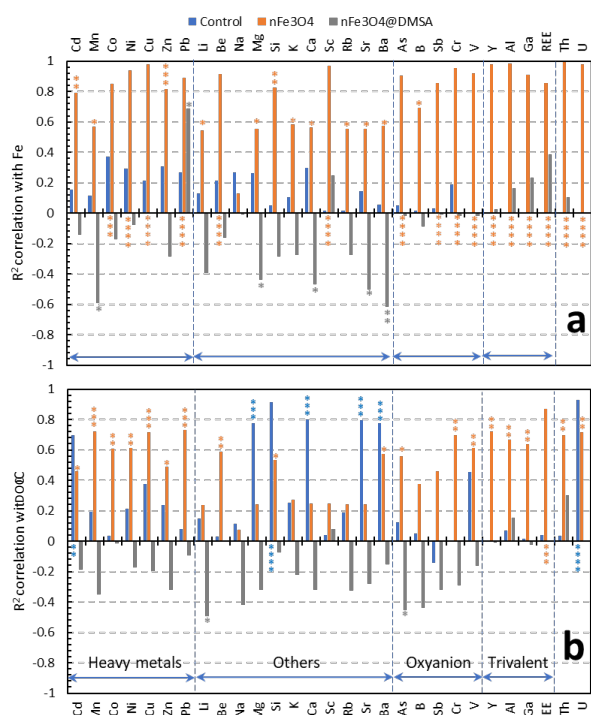 Control nFe3O4 nFe3O4@DMSA
Cd Mn Co Ni Cu Zn Pb Li Be Na Mg Si K Ca Sc Rb Sr Ba As B Sb Cr V Y Al Ga REE Th U
R² correlation with Fe
1
0.8
0.6
0.4
0.2
0
-0.2
-0.4
-0.6
-0.8
-1
a
R² correlation witDOC
1
0.8
0.6
0.4
0.2
0
-0.2
-0.4
-0.6
-0.8
-1
b
Heavy metals Others Oxyanion Trivalent
Cd Mn Co Ni Cu Zn Pb Li Be Na Mg Si K Ca Sc Rb Sr Ba As B Sb Cr V Y Al Ga REE Th U